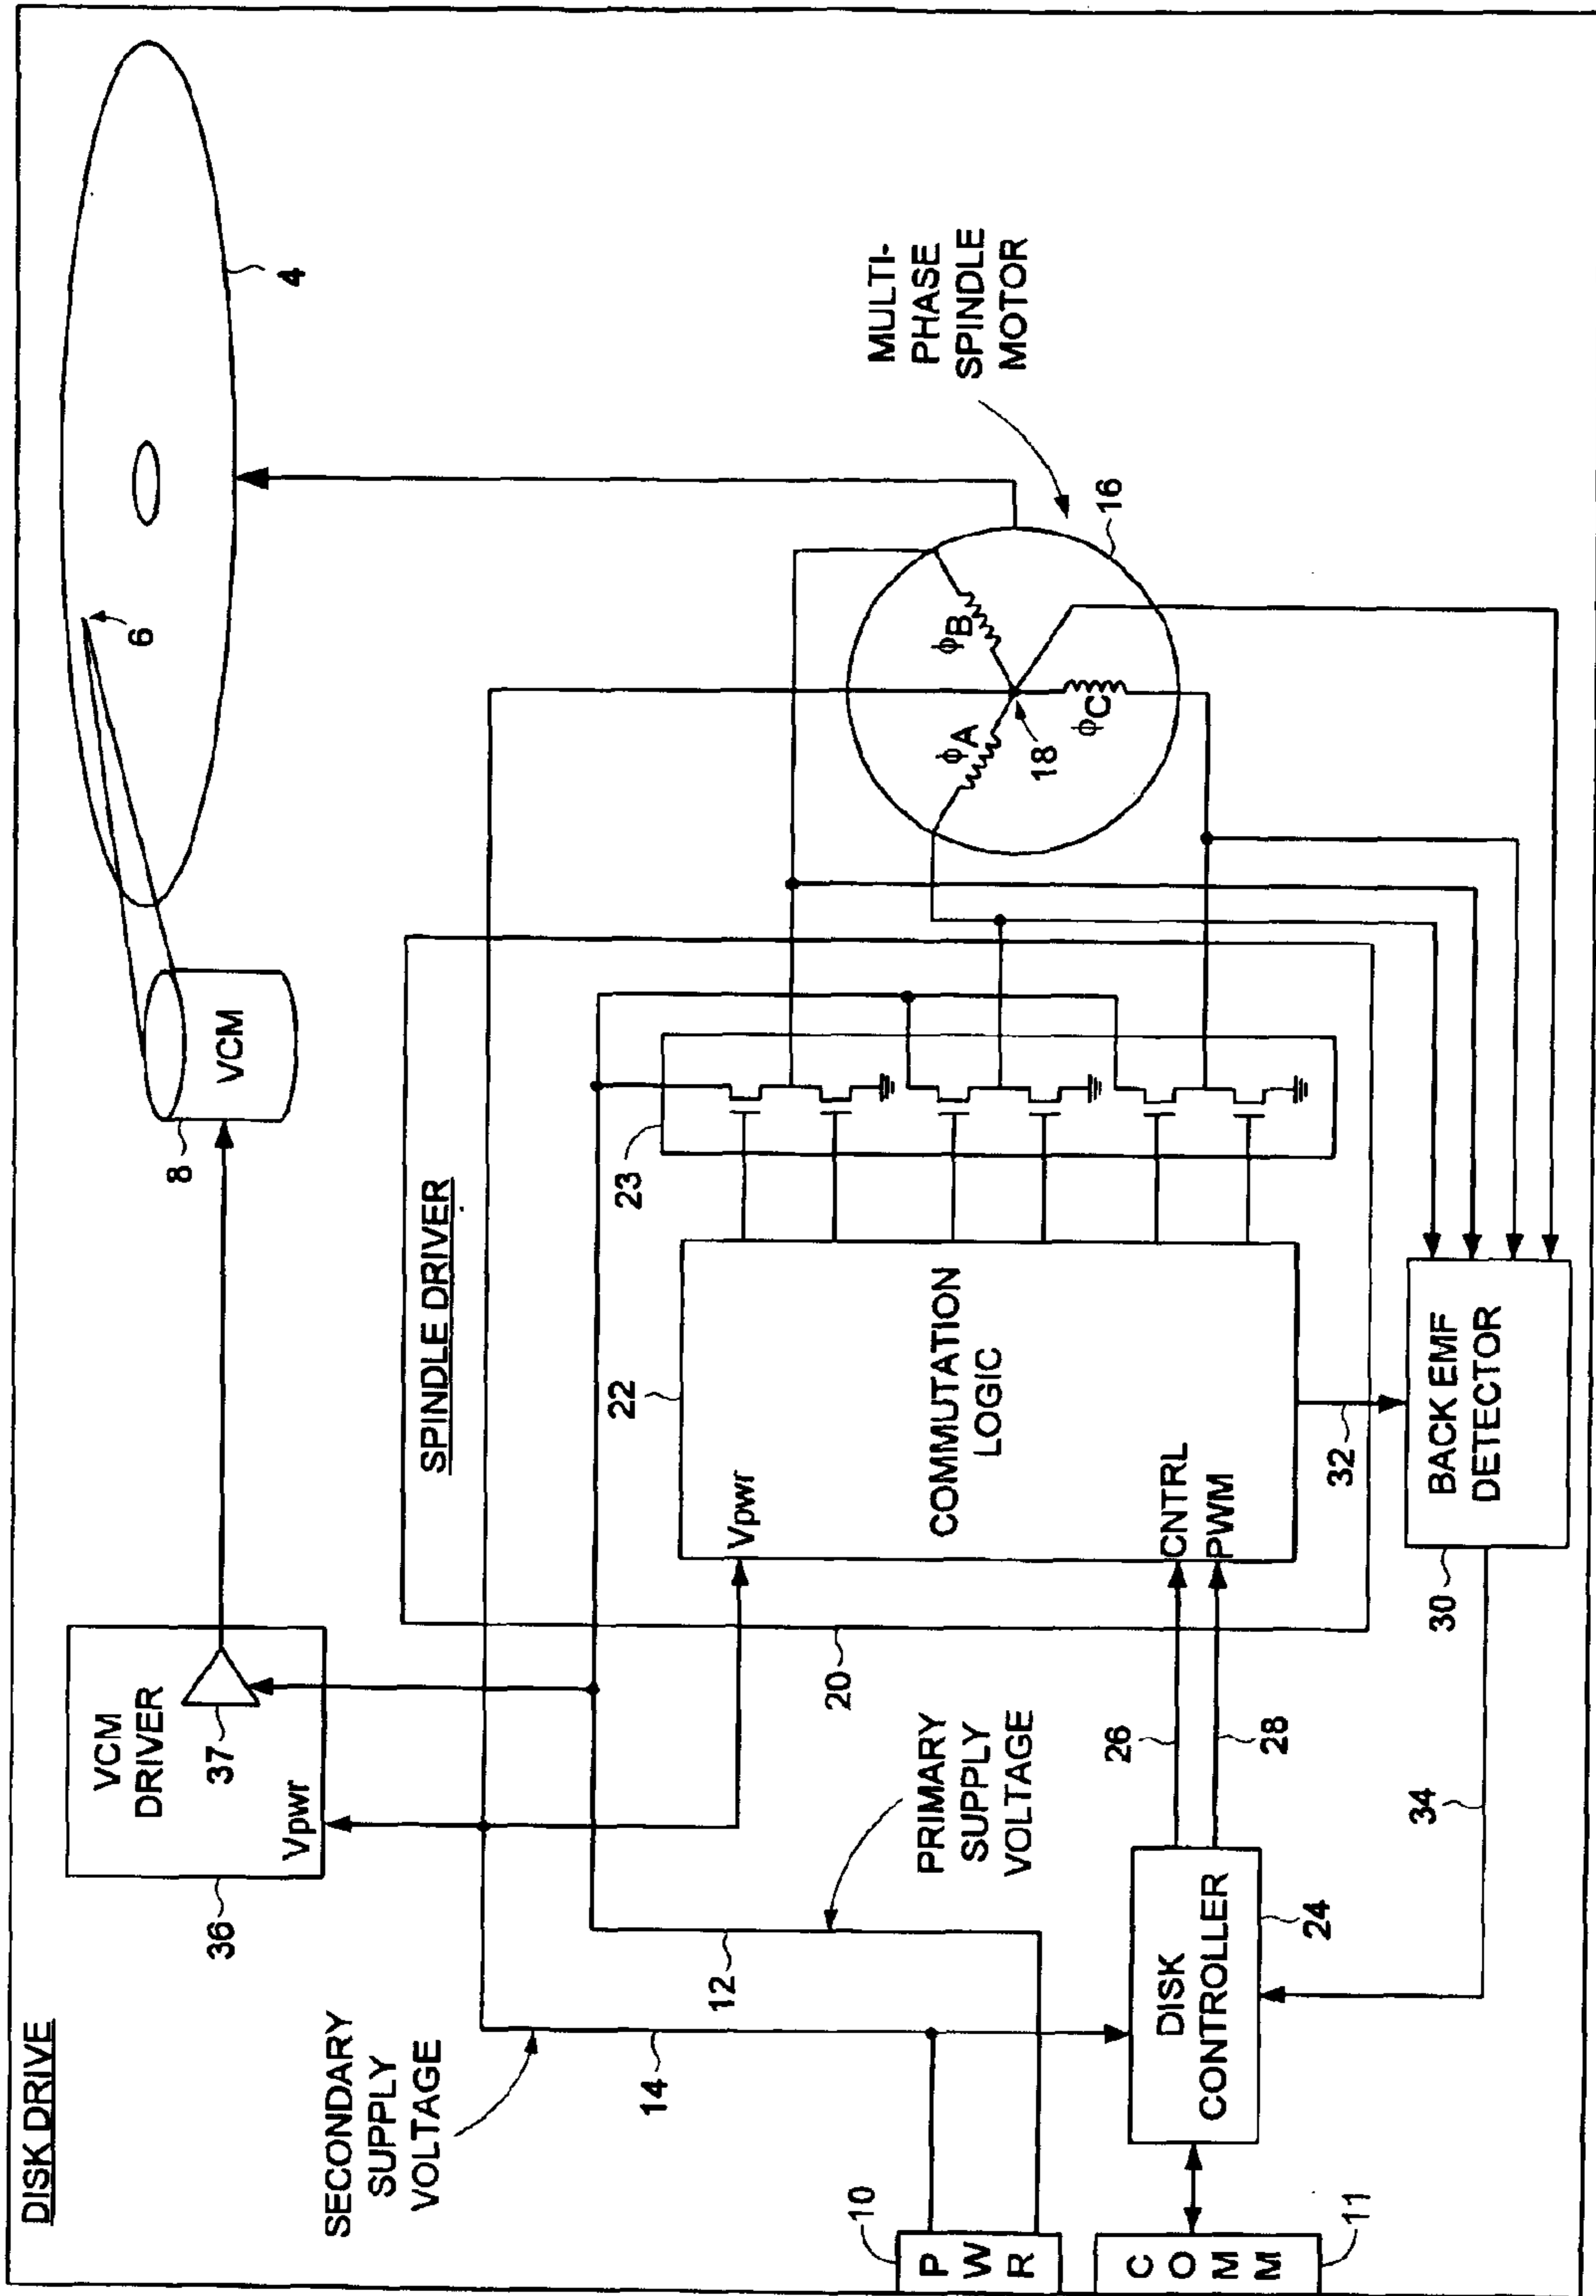 DISK DRIVE
SECONDARY
SUPPLY
VOLTAGE
14
12
PRIMARY
SUPPLY
VOLTAGE
10
P
W
R
11
C
O
M
M
DISK
CONTROLLER
24
26
28
34
36
VCM
DRIVER
37
Vpwr
20
SPINDLE DRIVER
22
Vpwr
COMMUTATION
LOGIC
CNTRL
PWM
23
32
30
BACK EMF
DETECTOR
8
VCM
6
4
MULTI-
PHASE
SPINDLE
MOTOR
16
ϕA
ϕB
ϕC
18